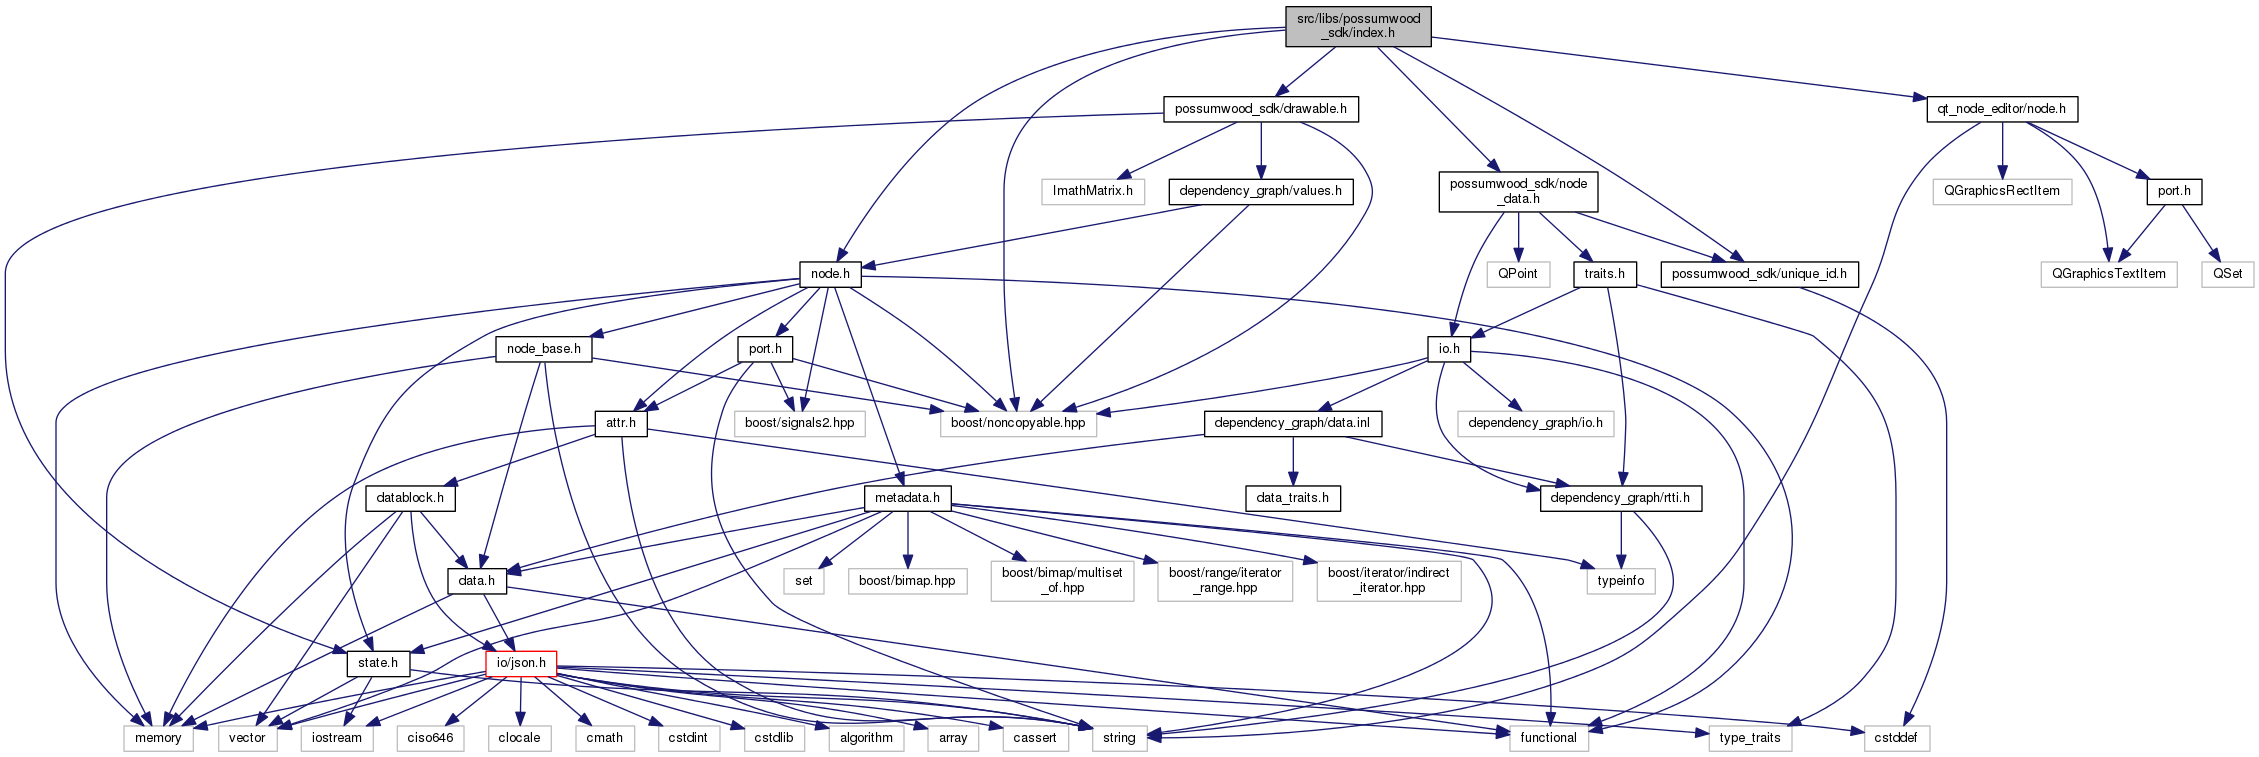 src/libs/possumwood
_sdk/index.h
possumwood_sdk/drawable.h
qt_node_editor/node.h
ImathMatrix.h
dependency_graph/values.h
possumwood_sdk/node
_data.h
QGraphicsRectItem
port.h
node.h
QPoint
traits.h
possumwood_sdk/unique_id.h
QGraphicsTextItem
QSet
node_base.h
port.h
io.h
attr.h
boost/signals2.hpp
boost/noncopyable.hpp
dependency_graph/data.inl
dependency_graph/io.h
datablock.h
metadata.h
data_traits.h
dependency_graph/rtti.h
data.h
set
boost/bimap.hpp
boost/bimap/multiset
_of.hpp
boost/range/iterator
_range.hpp
boost/iterator/indirect
_iterator.hpp
typeinfo
state.h
io/json.h
memory
vector
iostream
ciso646
clocale
cmath
cstdint
cstdlib
algorithm
array
cassert
string
functional
type_traits
cstddef